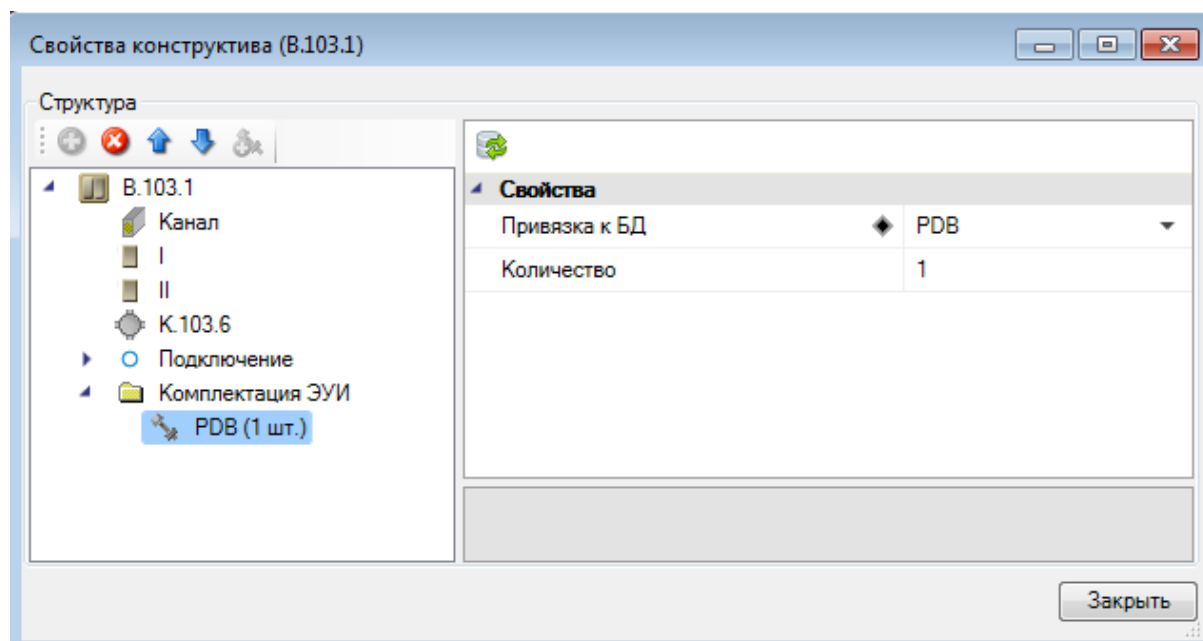 Свойства конструктива (В.103.1)
Структура
В.103.1
Канал
I
II
К.103.6
Подключение
Комплектация ЭУИ
PDB (1 шт.)
Свойства
Привязка к БД PDB
Количество 1
Закрыть